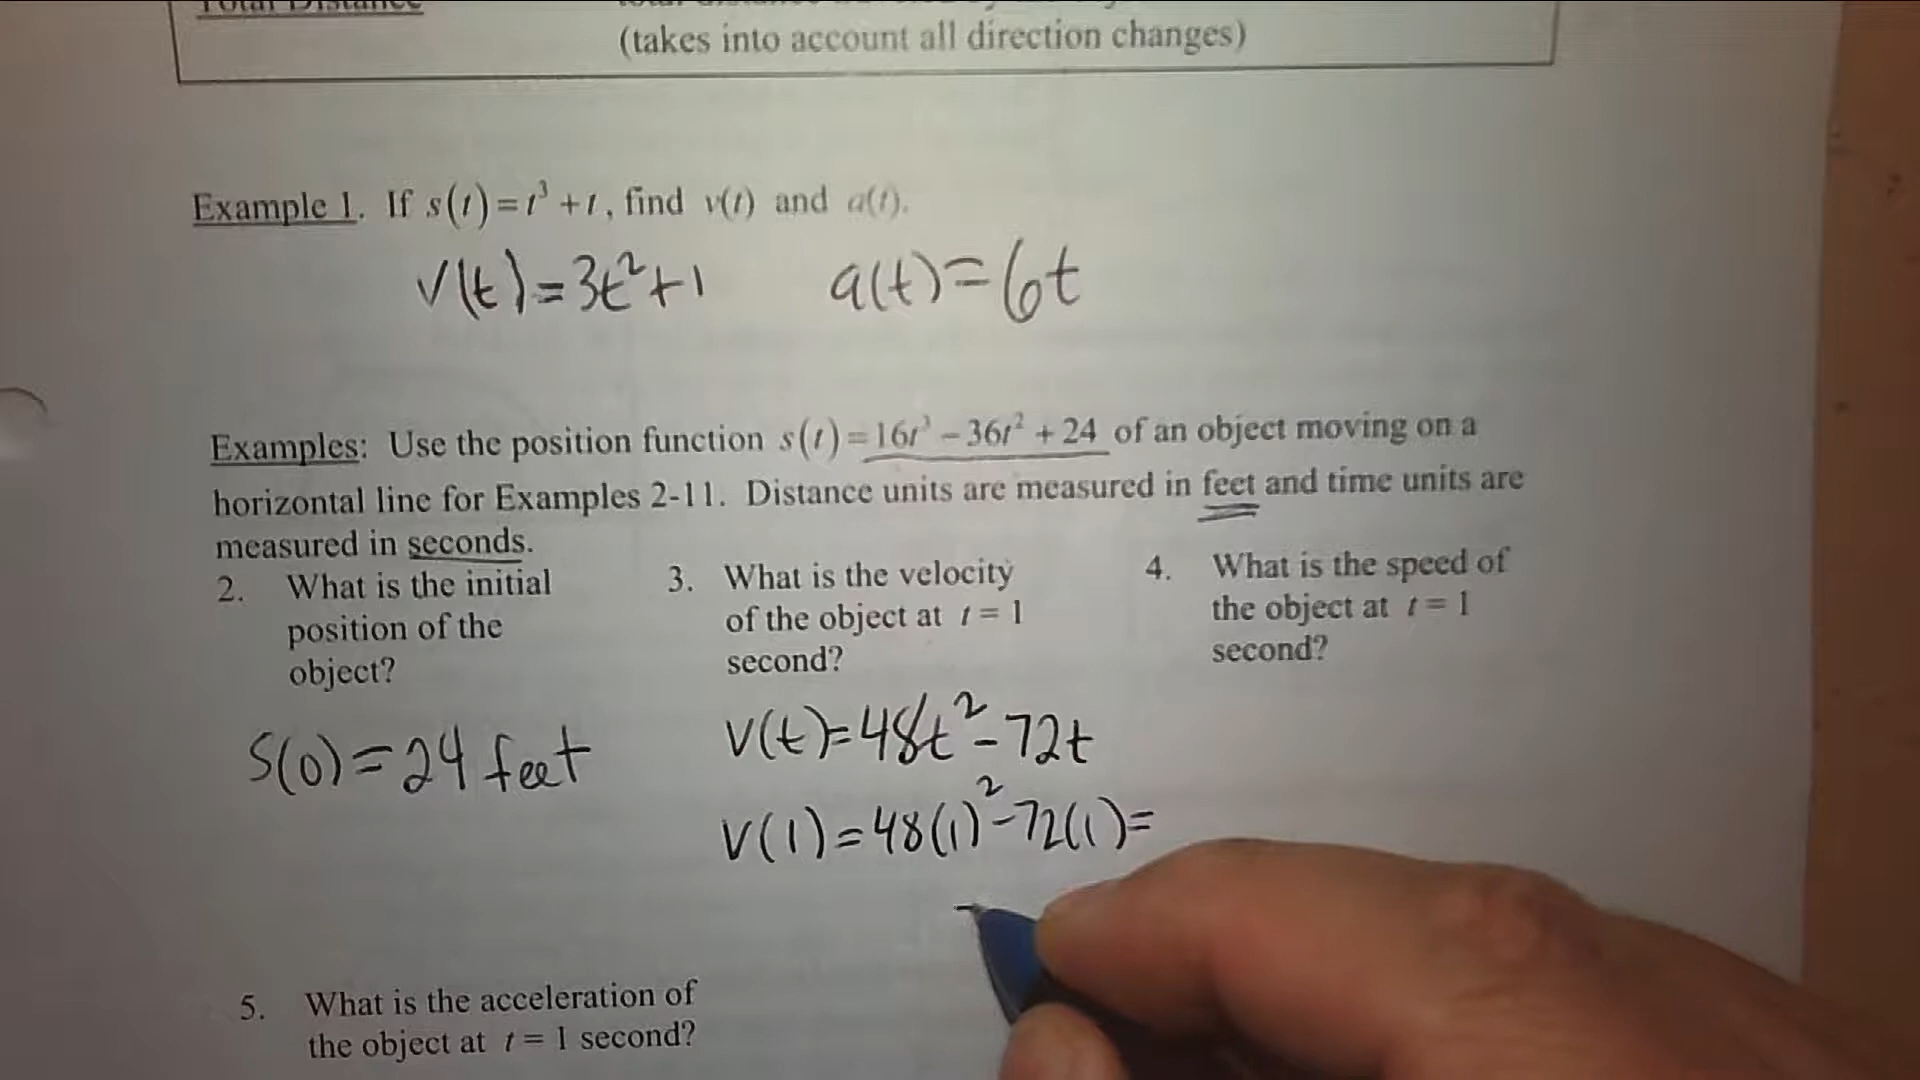 Total Distance
(takes into account all direction changes)
Example 1. If s(t) = t³ + t, find v(t) and a(t).
v(t) = 3t² + 1 a(t) = 6t
Examples: Use the position function s(t) = 16t³ − 36t² + 24 of an object moving on a
horizontal line for Examples 2-11. Distance units are measured in feet and time units are
measured in seconds.
2. What is the initial
position of the
object?
3. What is the velocity
of the object at t = 1
second?
4. What is the speed of
the object at t = 1
second?
S(0) = 24 feet
v(t) = 48t² − 72t
v(1) = 48(1)² − 72(1) =
5. What is the acceleration of
the object at t = 1 second?